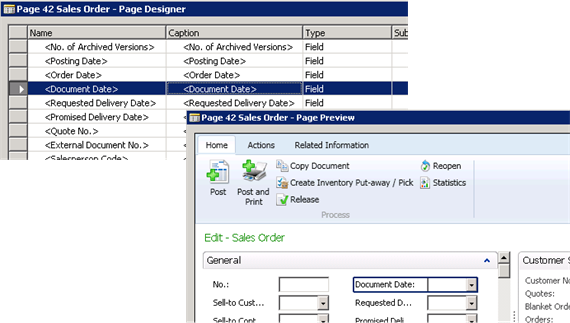 Page 42 Sales Order - Page Designer
Name Caption Type Sub
<No. of Archived Versions> <No. of Archived Versions> Field
<Posting Date> <Posting Date> Field
<Order Date> <Order Date> Field
<Document Date> <Document Date> Field
<Requested Delivery Date> <Requested Delivery Date> Field
<Promised Delivery Date>
<Quote No.>
<External Document No.>
<Salesperson Code>
Page 42 Sales Order - Page Preview
Home Actions Related Information
Post
Post and Print
Copy Document
Create Inventory Put-away / Pick
Release
Reopen
Statistics
Process
Edit - Sales Order
General
Customer S
No.: Document Date: Customer No
Sell-to Cust... Requested D... Quotes:
Blanket Orde
Sell-to Cont Promised Deli Orders: